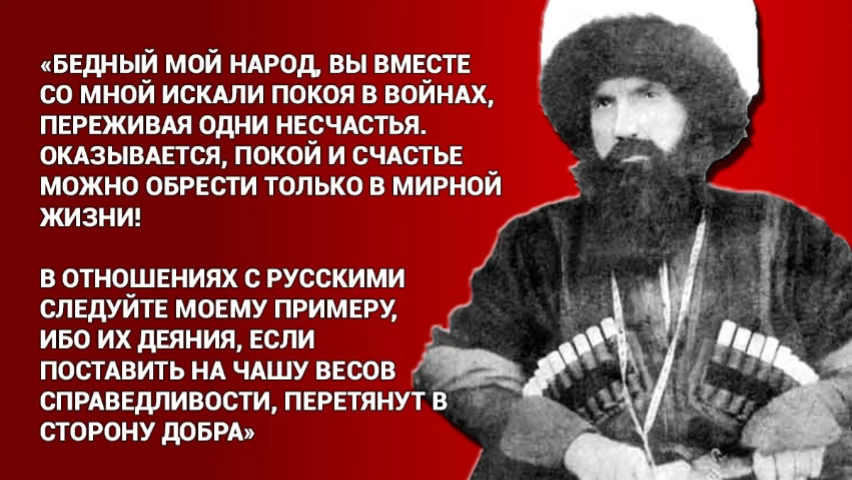 «БЕДНЫЙ МОЙ НАРОД, ВЫ ВМЕСТЕ
СО МНОЙ ИСКАЛИ ПОКОЯ В ВОЙНАХ,
ПЕРЕЖИВАЯ ОДНИ НЕСЧАСТЬЯ.
ОКАЗЫВАЕТСЯ, ПОКОЙ И СЧАСТЬЕ
МОЖНО ОБРЕСТИ ТОЛЬКО В МИРНОЙ
ЖИЗНИ!
В ОТНОШЕНИЯХ С РУССКИМИ
СЛЕДУЙТЕ МОЕМУ ПРИМЕРУ,
ИБО ИХ ДЕЯНИЯ, ЕСЛИ
ПОСТАВИТЬ НА ЧАШУ ВЕСОВ
СПРАВЕДЛИВОСТИ, ПЕРЕТЯНУТ В
СТОРОНУ ДОБРА»